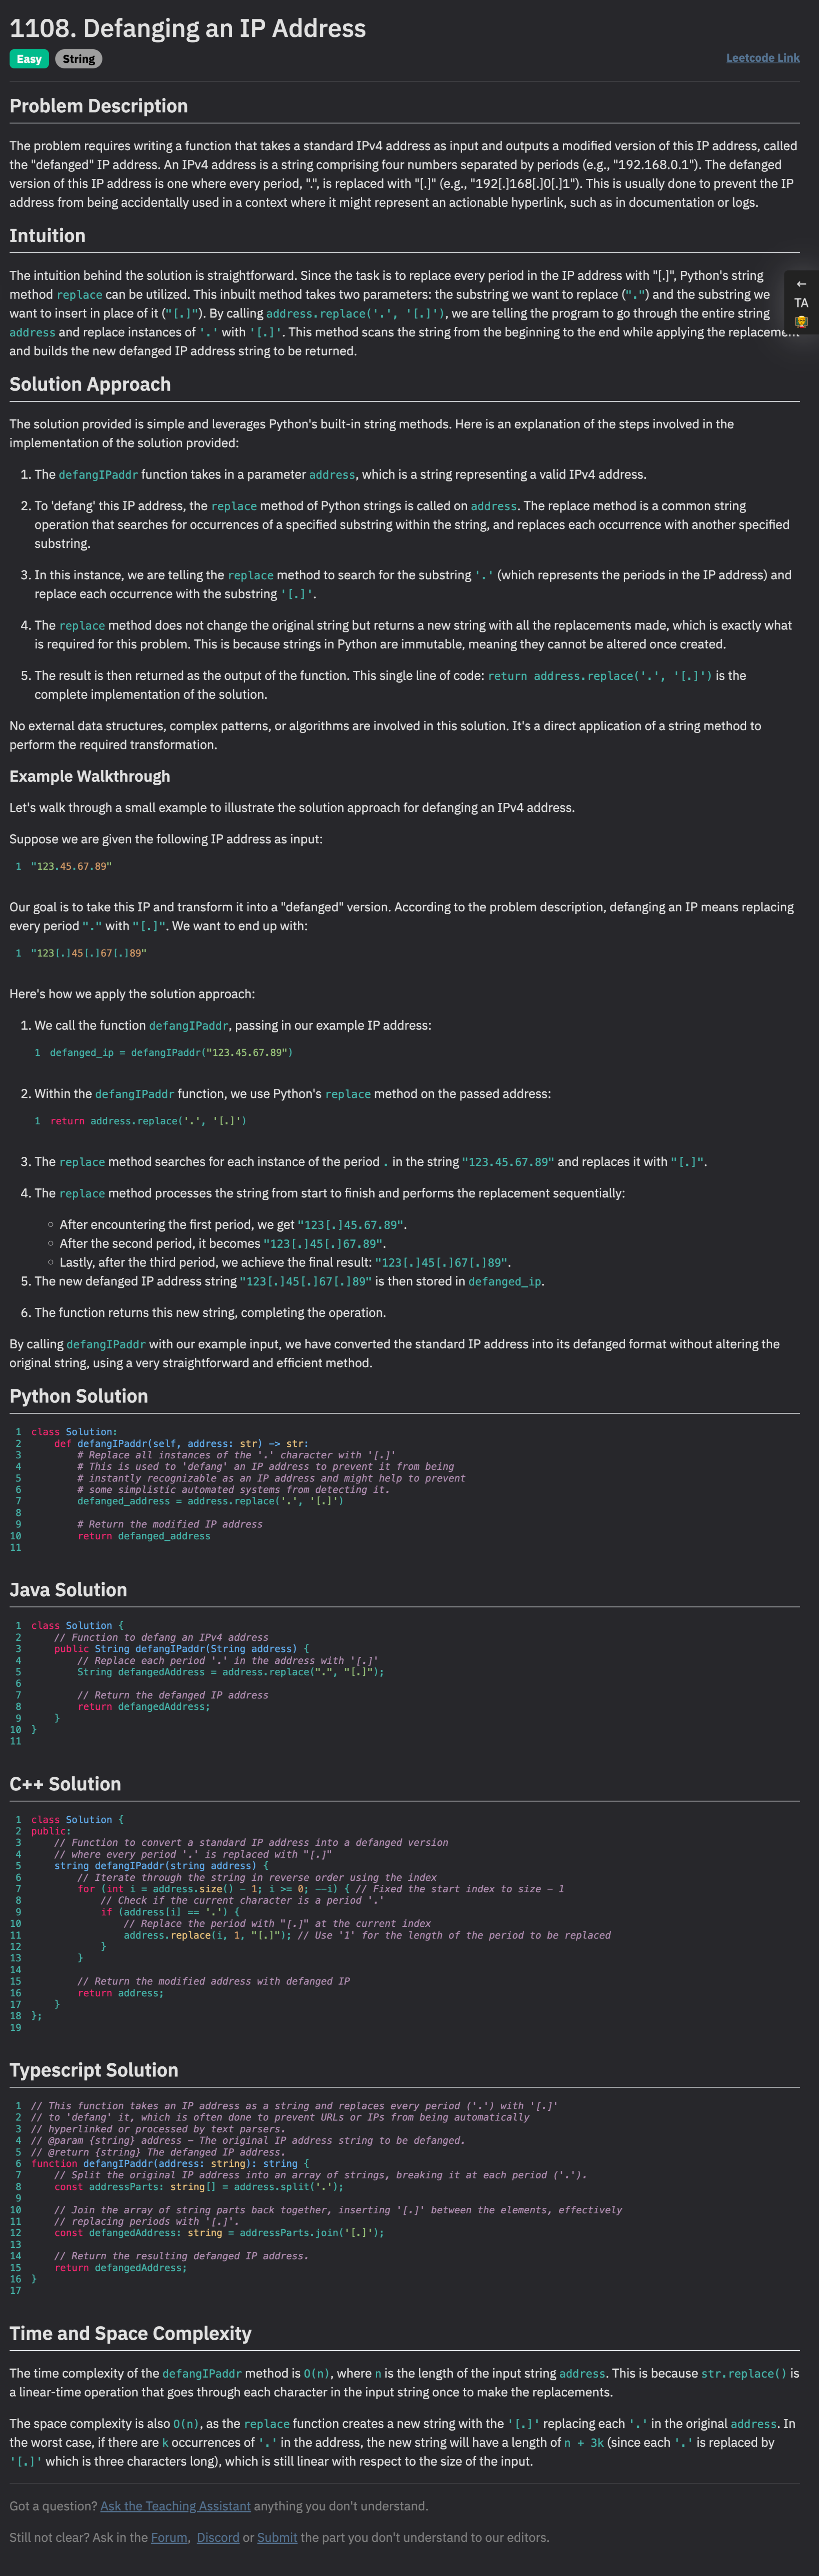 1108. Defanging an IP Address
Easy String Leetcode Link
Problem Description
The problem requires writing a function that takes a standard IPv4 address as input and outputs a modified version of this IP address, called
the "defanged" IP address. An IPv4 address is a string comprising four numbers separated by periods (e.g., "192.168.0.1"). The defanged
version of this IP address is one where every period, ".", is replaced with "[.]" (e.g., "192[.]168[.]0[.]1"). This is usually done to prevent the IP
address from being accidentally used in a context where it might represent an actionable hyperlink, such as in documentation or logs.
Intuition
The intuition behind the solution is straightforward. Since the task is to replace every period in the IP address with "[.]", Python's string
method replace can be utilized. This inbuilt method takes two parameters: the substring we want to replace (".") and the substring we
want to insert in place of it ("[.]"). By calling address.replace('.', '[.]'), we are telling the program to go through the entire string
address and replace instances of '.' with '[.]'. This method scans the string from the beginning to the end while applying the replacement
and builds the new defanged IP address string to be returned.
←
TA
Solution Approach
The solution provided is simple and leverages Python's built-in string methods. Here is an explanation of the steps involved in the
implementation of the solution provided:
1. The defangIPaddr function takes in a parameter address, which is a string representing a valid IPv4 address.
2. To 'defang' this IP address, the replace method of Python strings is called on address. The replace method is a common string
operation that searches for occurrences of a specified substring within the string, and replaces each occurrence with another specified
substring.
3. In this instance, we are telling the replace method to search for the substring '.' (which represents the periods in the IP address) and
replace each occurrence with the substring '[.]'.
4. The replace method does not change the original string but returns a new string with all the replacements made, which is exactly what
is required for this problem. This is because strings in Python are immutable, meaning they cannot be altered once created.
5. The result is then returned as the output of the function. This single line of code: return address.replace('.', '[.]') is the
complete implementation of the solution.
No external data structures, complex patterns, or algorithms are involved in this solution. It's a direct application of a string method to
perform the required transformation.
Example Walkthrough
Let's walk through a small example to illustrate the solution approach for defanging an IPv4 address.
Suppose we are given the following IP address as input:
1 "123.45.67.89"
Our goal is to take this IP and transform it into a "defanged" version. According to the problem description, defanging an IP means replacing
every period "." with "[.]". We want to end up with:
1 "123[.]45[.]67[.]89"
Here's how we apply the solution approach:
1. We call the function defangIPaddr, passing in our example IP address:
1 defanged_ip = defangIPaddr("123.45.67.89")
2. Within the defangIPaddr function, we use Python's replace method on the passed address:
1 return address.replace('.', '[.]')
3. The replace method searches for each instance of the period . in the string "123.45.67.89" and replaces it with "[.]".
4. The replace method processes the string from start to finish and performs the replacement sequentially:
○ After encountering the first period, we get "123[.]45.67.89".
○ After the second period, it becomes "123[.]45[.]67.89".
○ Lastly, after the third period, we achieve the final result: "123[.]45[.]67[.]89".
5. The new defanged IP address string "123[.]45[.]67[.]89" is then stored in defanged_ip.
6. The function returns this new string, completing the operation.
By calling defangIPaddr with our example input, we have converted the standard IP address into its defanged format without altering the
original string, using a very straightforward and efficient method.
Python Solution
1 class Solution:
2     def defangIPaddr(self, address: str) -> str:
3         # Replace all instances of the '.' character with '[.]'
4         # This is used to 'defang' an IP address to prevent it from being
5         # instantly recognizable as an IP address and might help to prevent
6         # some simplistic automated systems from detecting it.
7         defanged_address = address.replace('.', '[.]')
8
9         # Return the modified IP address
10         return defanged_address
11
Java Solution
1 class Solution {
2     // Function to defang an IPv4 address
3     public String defangIPaddr(String address) {
4         // Replace each period '.' in the address with '[.]'
5         String defangedAddress = address.replace(".", "[.]");
6
7         // Return the defanged IP address
8         return defangedAddress;
9     }
10 }
11
C++ Solution
1 class Solution {
2 public:
3     // Function to convert a standard IP address into a defanged version
4     // where every period '.' is replaced with "[.]"
5     string defangIPaddr(string address) {
6         // Iterate through the string in reverse order using the index
7         for (int i = address.size() - 1; i >= 0; --i) { // Fixed the start index to size - 1
8             // Check if the current character is a period '.'
9             if (address[i] == '.') {
10                 // Replace the period with "[.]" at the current index
11                 address.replace(i, 1, "[.]"); // Use '1' for the length of the period to be replaced
12             }
13         }
14
15         // Return the modified address with defanged IP
16         return address;
17     }
18 };
19
Typescript Solution
1 // This function takes an IP address as a string and replaces every period ('.') with '[.]'
2 // to 'defang' it, which is often done to prevent URLs or IPs from being automatically
3 // hyperlinked or processed by text parsers.
4 // @param {string} address - The original IP address string to be defanged.
5 // @return {string} The defanged IP address.
6 function defangIPaddr(address: string): string {
7     // Split the original IP address into an array of strings, breaking it at each period ('.').
8     const addressParts: string[] = address.split('.');
9
10     // Join the array of string parts back together, inserting '[.]' between the elements, effectively
11     // replacing periods with '[.]'.
12     const defangedAddress: string = addressParts.join('[.]');
13
14     // Return the resulting defanged IP address.
15     return defangedAddress;
16 }
17
Time and Space Complexity
The time complexity of the defangIPaddr method is O(n), where n is the length of the input string address. This is because str.replace() is
a linear-time operation that goes through each character in the input string once to make the replacements.
The space complexity is also O(n), as the replace function creates a new string with the '[.]' replacing each '.' in the original address. In
the worst case, if there are k occurrences of '.' in the address, the new string will have a length of n + 3k (since each '.' is replaced by
'[.]' which is three characters long), which is still linear with respect to the size of the input.
Got a question? Ask the Teaching Assistant anything you don't understand.
Still not clear? Ask in the Forum, Discord or Submit the part you don't understand to our editors.